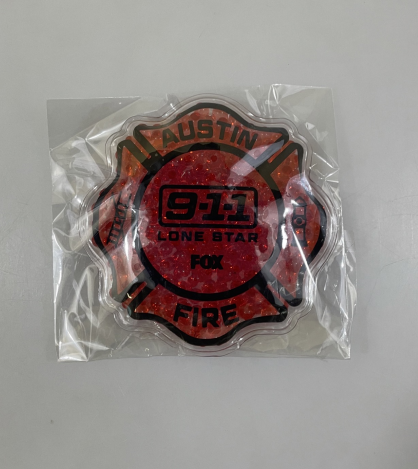 AUSTIN
9-1-1
LONE STAR
FOX
FIRE